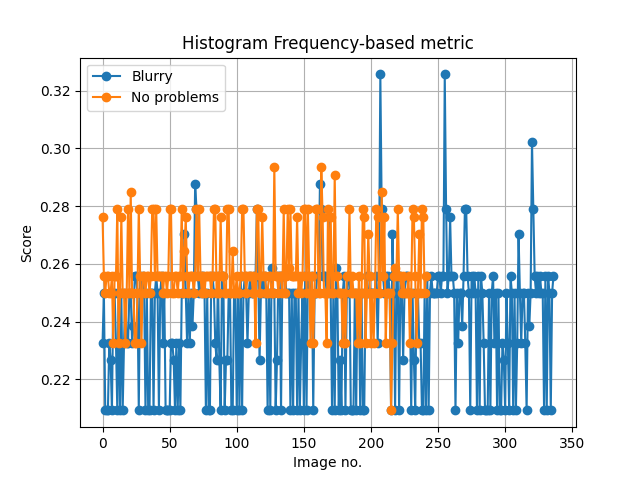 Histogram Frequency-based metric
Blurry
No problems
Score
0.32
0.30
0.28
0.26
0.24
0.22
0 50 100 150 200 250 300 350
Image no.